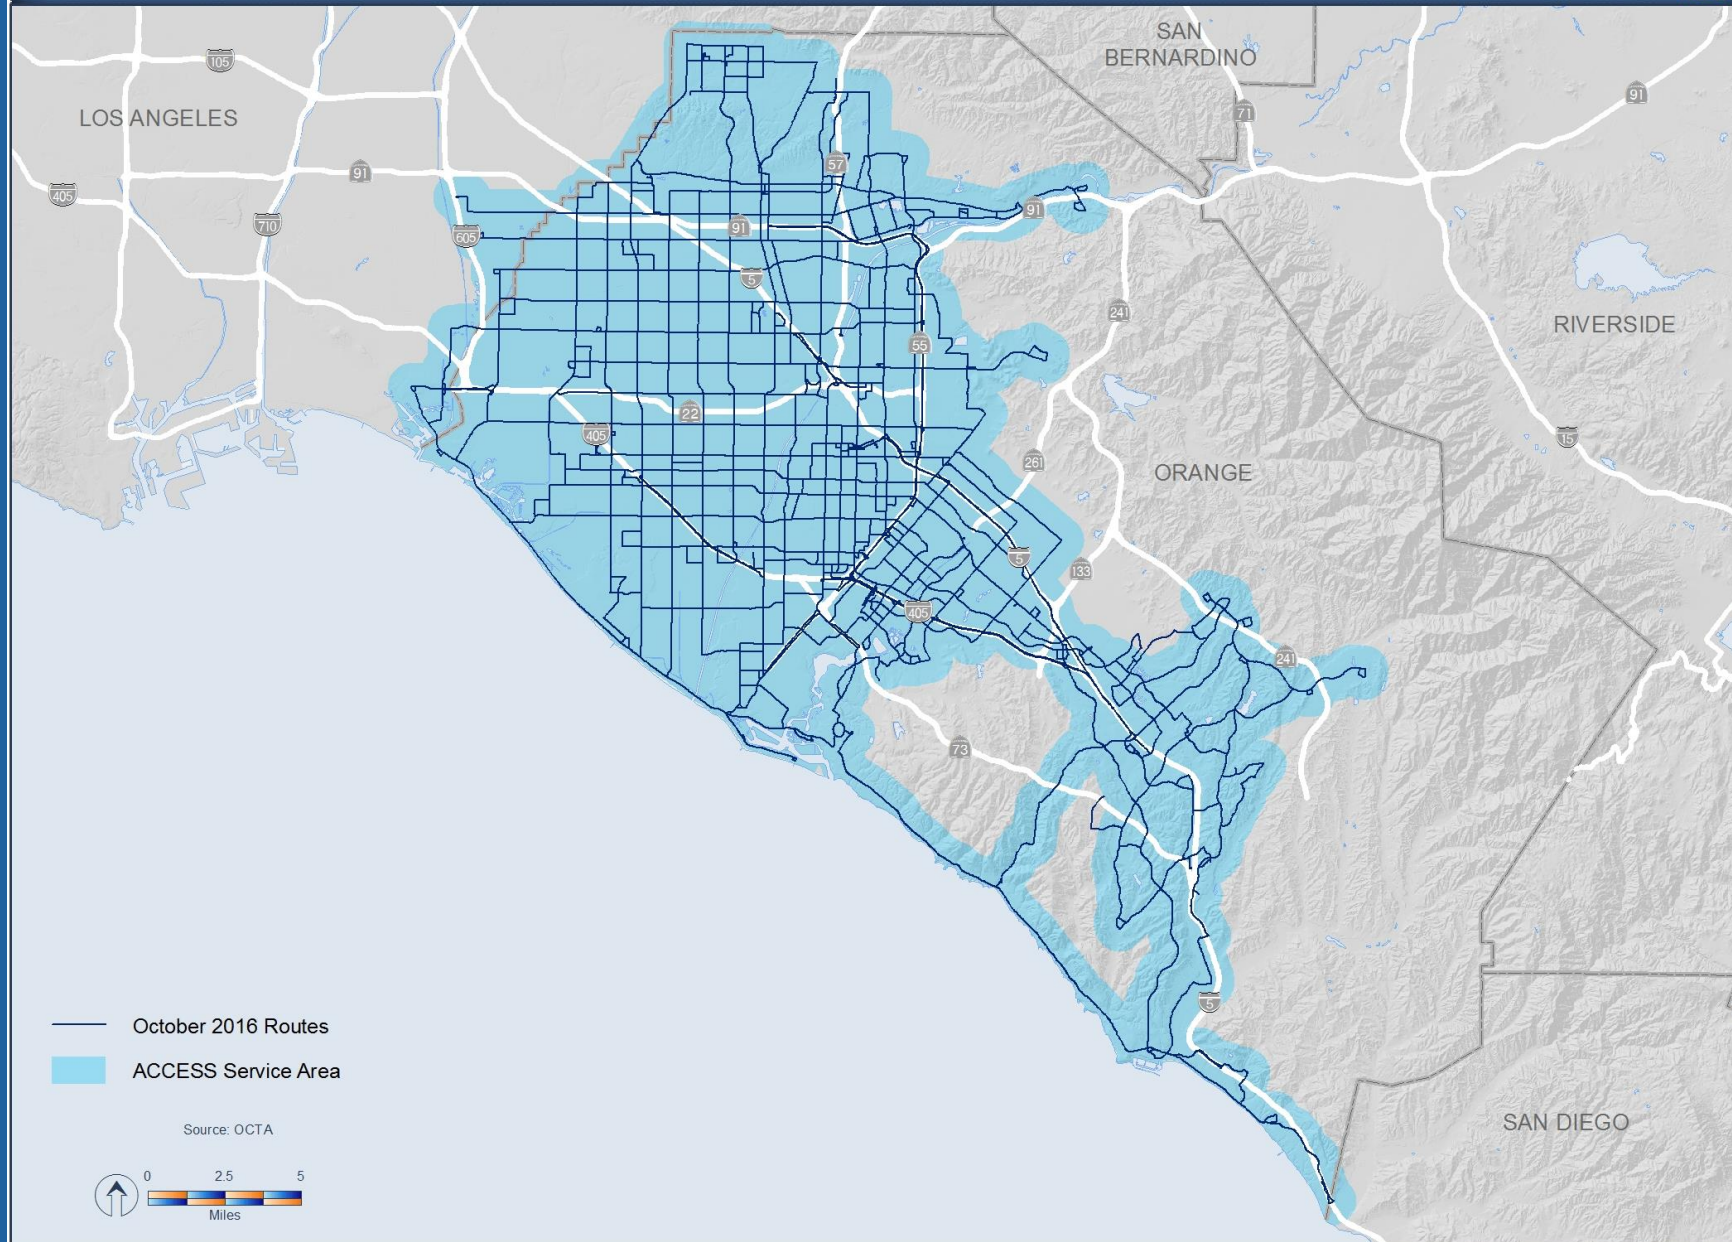 SAN
BERNARDINO
105
91
LOS ANGELES
71
57
91
405
91
710
605
91
5
241
RIVERSIDE
55
22
405
15
261
ORANGE
5
133
405
241
73
5
October 2016 Routes
ACCESS Service Area
Source: OCTA
SAN DIEGO
0 2.5 5
Miles